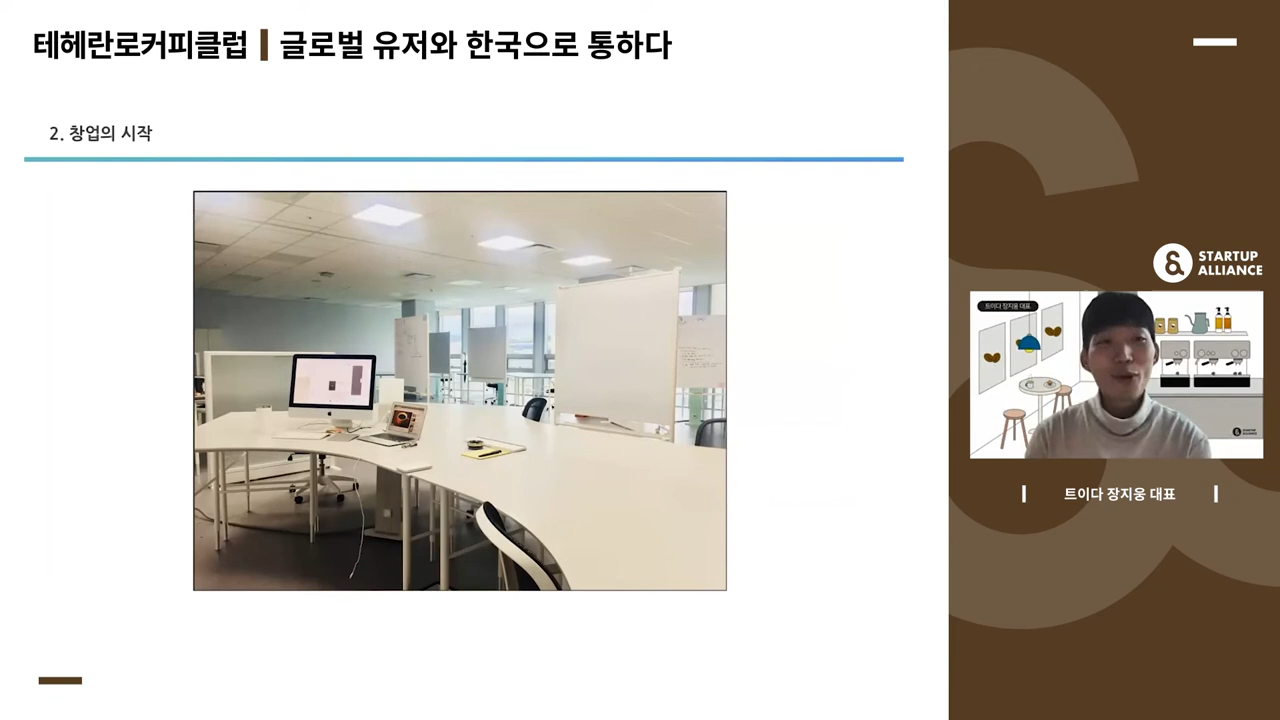 테헤란로커피클럽 | 글로벌 유저와 한국으로 통하다
2. 창업의 시작
STARTUP
ALLIANCE
트이다 장지웅 대표
트이다 장지웅 대표